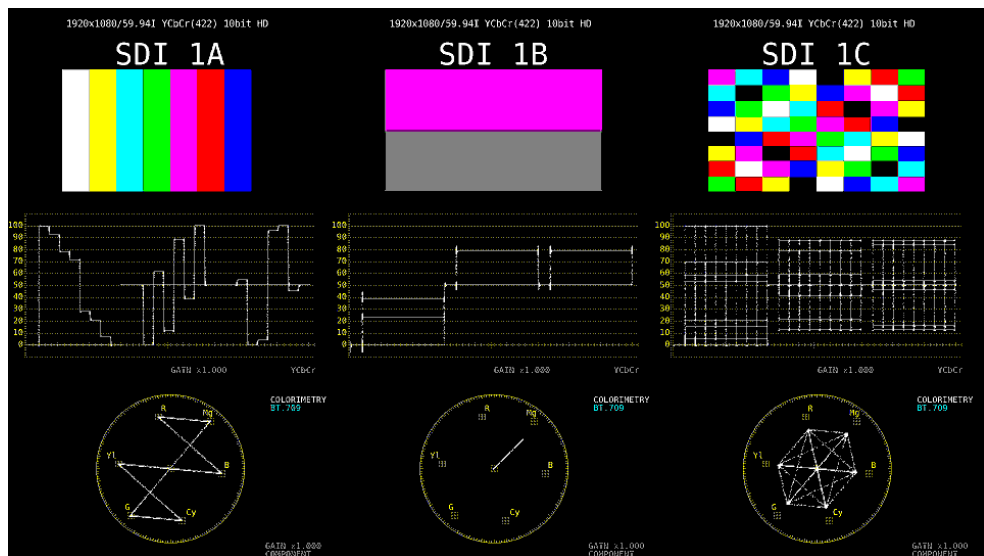 1920x1080/59.94I YCbCr(422) 10bit HD
SDI 1A
100
90
80
70
60
50
40
30
20
10
0
GAIN x1.000 YCbCr
COLORIMETRY
BT.709
R
Mg
Yl
B
G
Cy
GAIN x1.000
COMPONENT
1920x1080/59.94I YCbCr(422) 10bit HD
SDI 1B
100
90
80
70
60
50
40
30
20
10
0
GAIN x1.000 YCbCr
COLORIMETRY
BT.709
R
Mg
Yl
B
G
Cy
GAIN x1.000
COMPONENT
1920x1080/59.94I YCbCr(422) 10bit HD
SDI 1C
100
90
80
70
60
50
40
30
20
10
0
GAIN x1.000 YCbCr
COLORIMETRY
BT.709
R
Mg
Yl
B
G
Cy
GAIN x1.000
COMPONENT